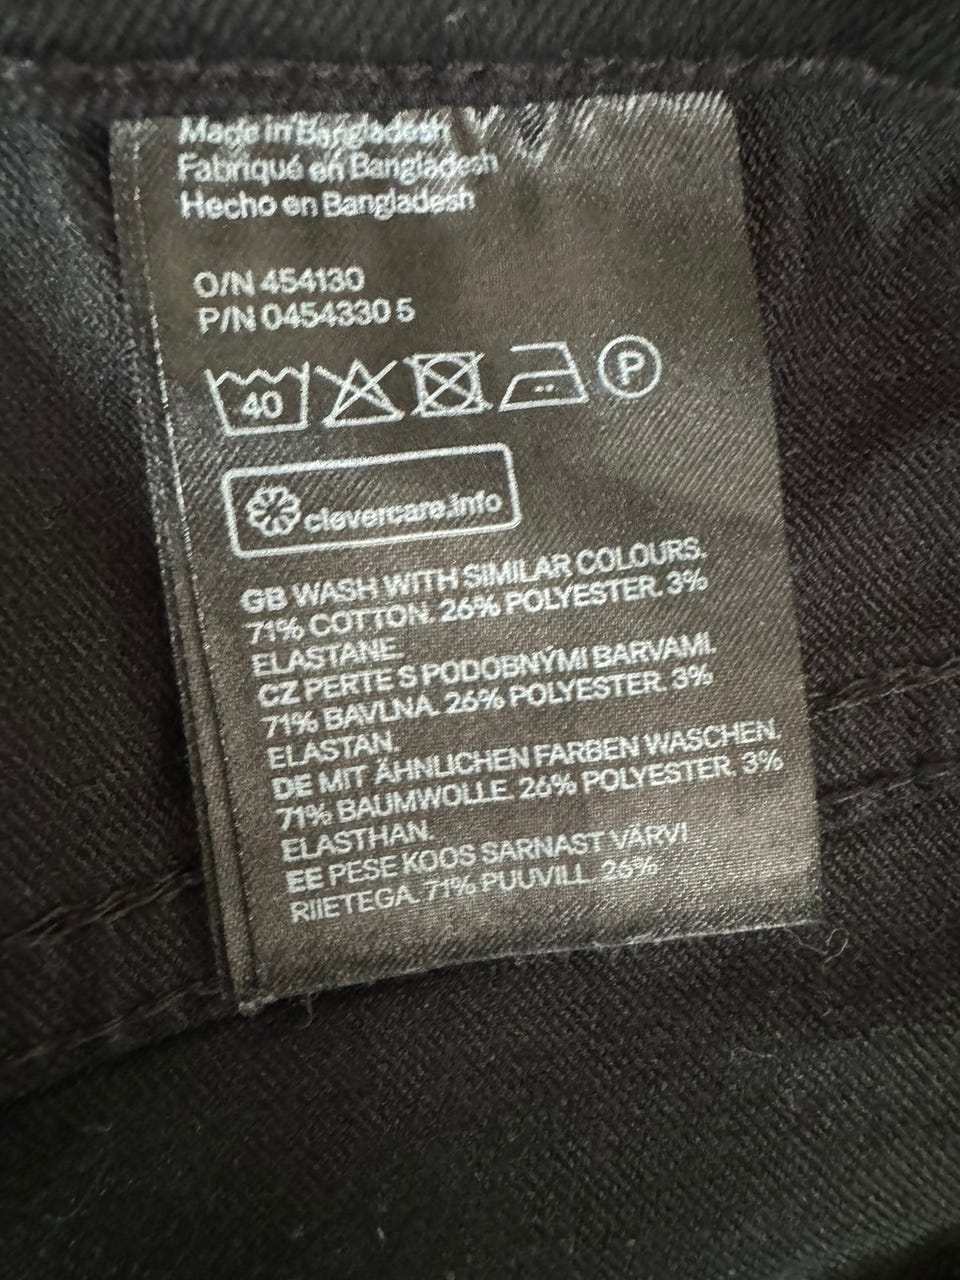 Made in Bangladesh
Fabriqué en Bangladesh
Hecho en Bangladesh
O/N 454130
P/N 0454330 5
40 P
clevercare.info
GB WASH WITH SIMILAR COLOURS.
71% COTTON. 26% POLYESTER. 3%
ELASTANE.
CZ PERTE S PODOBNÝMI BARVAMI.
71% BAVLNA. 26% POLYESTER. 3%
ELASTAN.
DE MIT ÄHNLICHEN FARBEN WASCHEN.
71% BAUMWOLLE. 26% POLYESTER. 3%
ELASTHAN.
EE PESE KOOS SARNAST VÄRVI
RIIETEGA. 71% PUUVILL. 26%